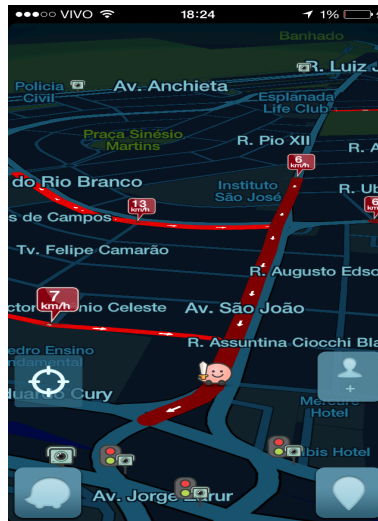 VIVO 18:24 1%
Banhado
R. Luiz J
Polícia
Civil
Av. Anchieta
Esplanada
Life Club
Praça Sinésio
Martins
R. Pio XII
R. A
6
km/h
do Rio Branco
Instituto
São José
R. Ub
13
km/h
6
km/h
s de Campos
Tv. Felipe Camarão
R. Augusto Edso
7
km/h
ctor
nio Celeste
Av. São João
R. Assuntina Ciocchi Bla
edro Ensino
ndamental
+
duardo Cury
Mercure
Hotel
Ibis Hotel
Av. Jorge Zarur